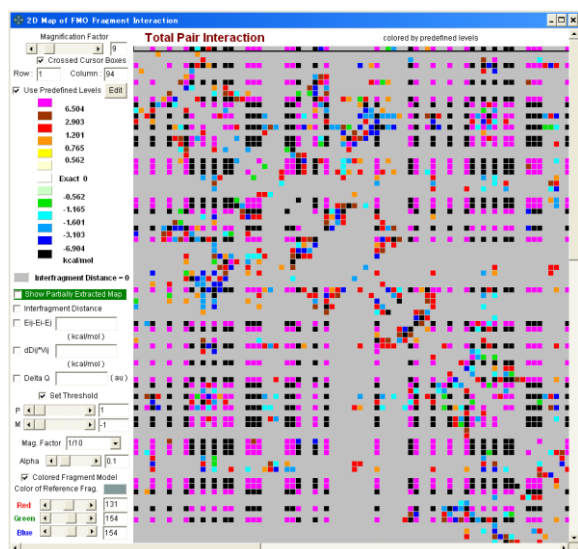 2D Map of FMO Fragment Interaction
Magnification Factor
9
Crossed Cursor Boxes
Row: 1 Column: 94
Use Predefined Levels Edit
6.504
2.903
1.201
0.765
0.562
Exact 0
-0.562
-1.165
-1.601
-3.103
-6.904
kcal/mol
Interfragment Distance = 0
Show Partially Extracted Map
Interfragment Distance
Eij-Ei-Ej
(kcal/mol)
dDij*Vij
(kcal/mol)
Delta Q (au)
Set Threshold
P 1
M -1
Mag. Factor 1/10
Alpha 0.1
Colored Fragment Model
Color of Reference Frag.
Red 131
Green 154
Blue 154
Total Pair Interaction colored by predefined levels